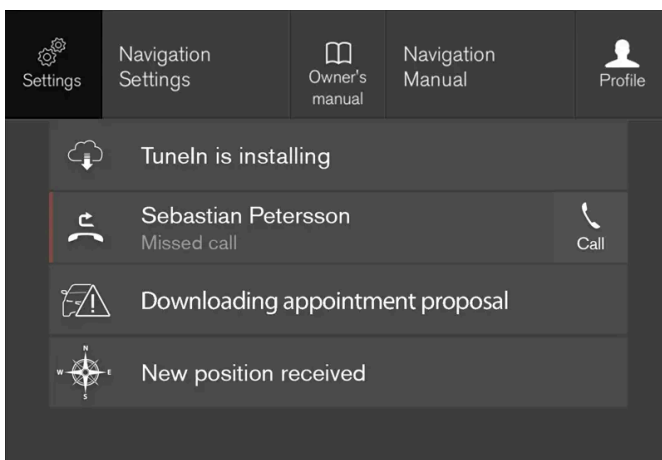 Settings
Navigation
Settings
Owner's
manual
Navigation
Manual
Profile
TuneIn is installing
Sebastian Petersson
Missed call
Call
Downloading appointment proposal
N
W
E
S
New position received